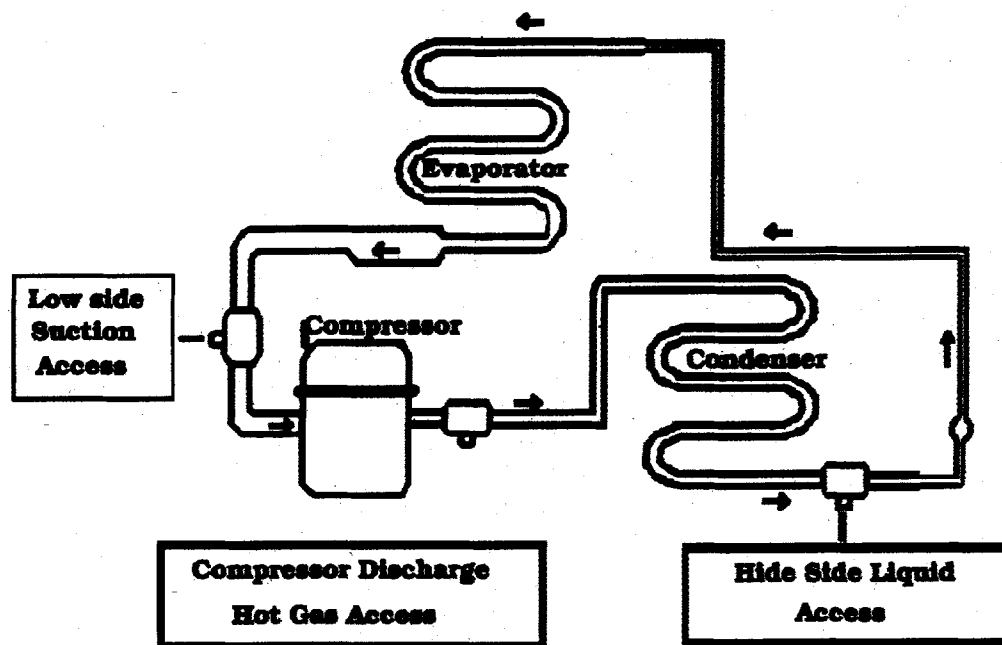 Evaporator
Low side
Suction
Access
Compressor
Condenser
Compressor Discharge
Hot Gas Access
Hide Side Liquid
Access